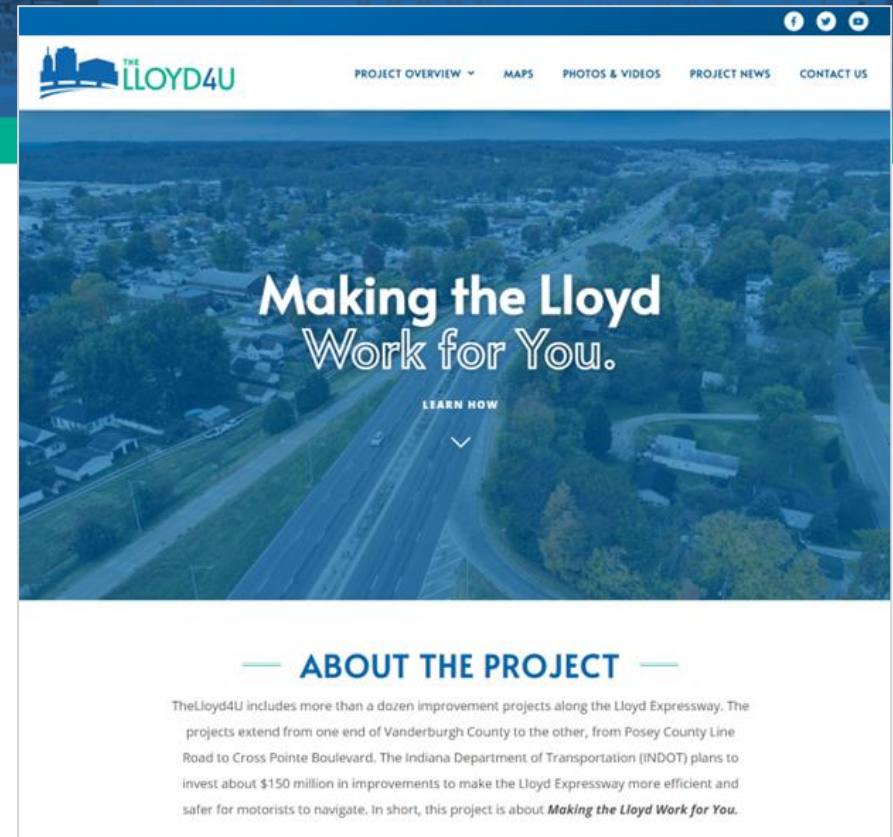 THE
LLOYD4U
PROJECT OVERVIEW MAPS PHOTOS & VIDEOS PROJECT NEWS CONTACT US
Making the Lloyd
Work for You.
LEARN HOW
ABOUT THE PROJECT
TheLloyd4U includes more than a dozen improvement projects along the Lloyd Expressway. The
projects extend from one end of Vanderburgh County to the other, from Posey County Line
Road to Cross Pointe Boulevard. The Indiana Department of Transportation (INDOT) plans to
invest about $150 million in improvements to make the Lloyd Expressway more efficient and
safer for motorists to navigate. In short, this project is about Making the Lloyd Work for You.